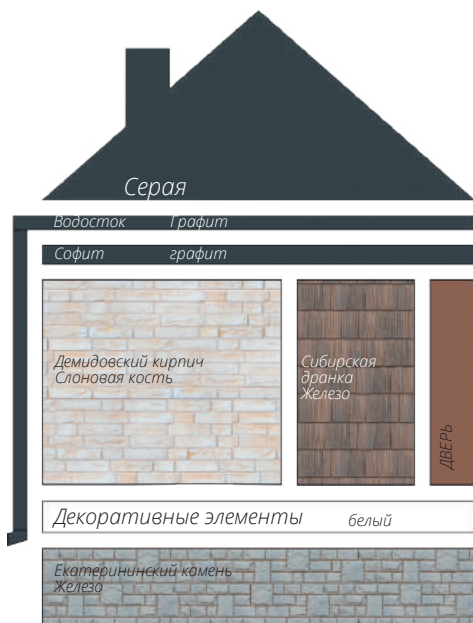 Серая
Водосток Графит
Софит графит
Демидовский кирпич
Слоновая кость
Сибирская
дранка
Железо
ДВЕРЬ
Декоративные элементы белый
Екатерининский камень
Железо